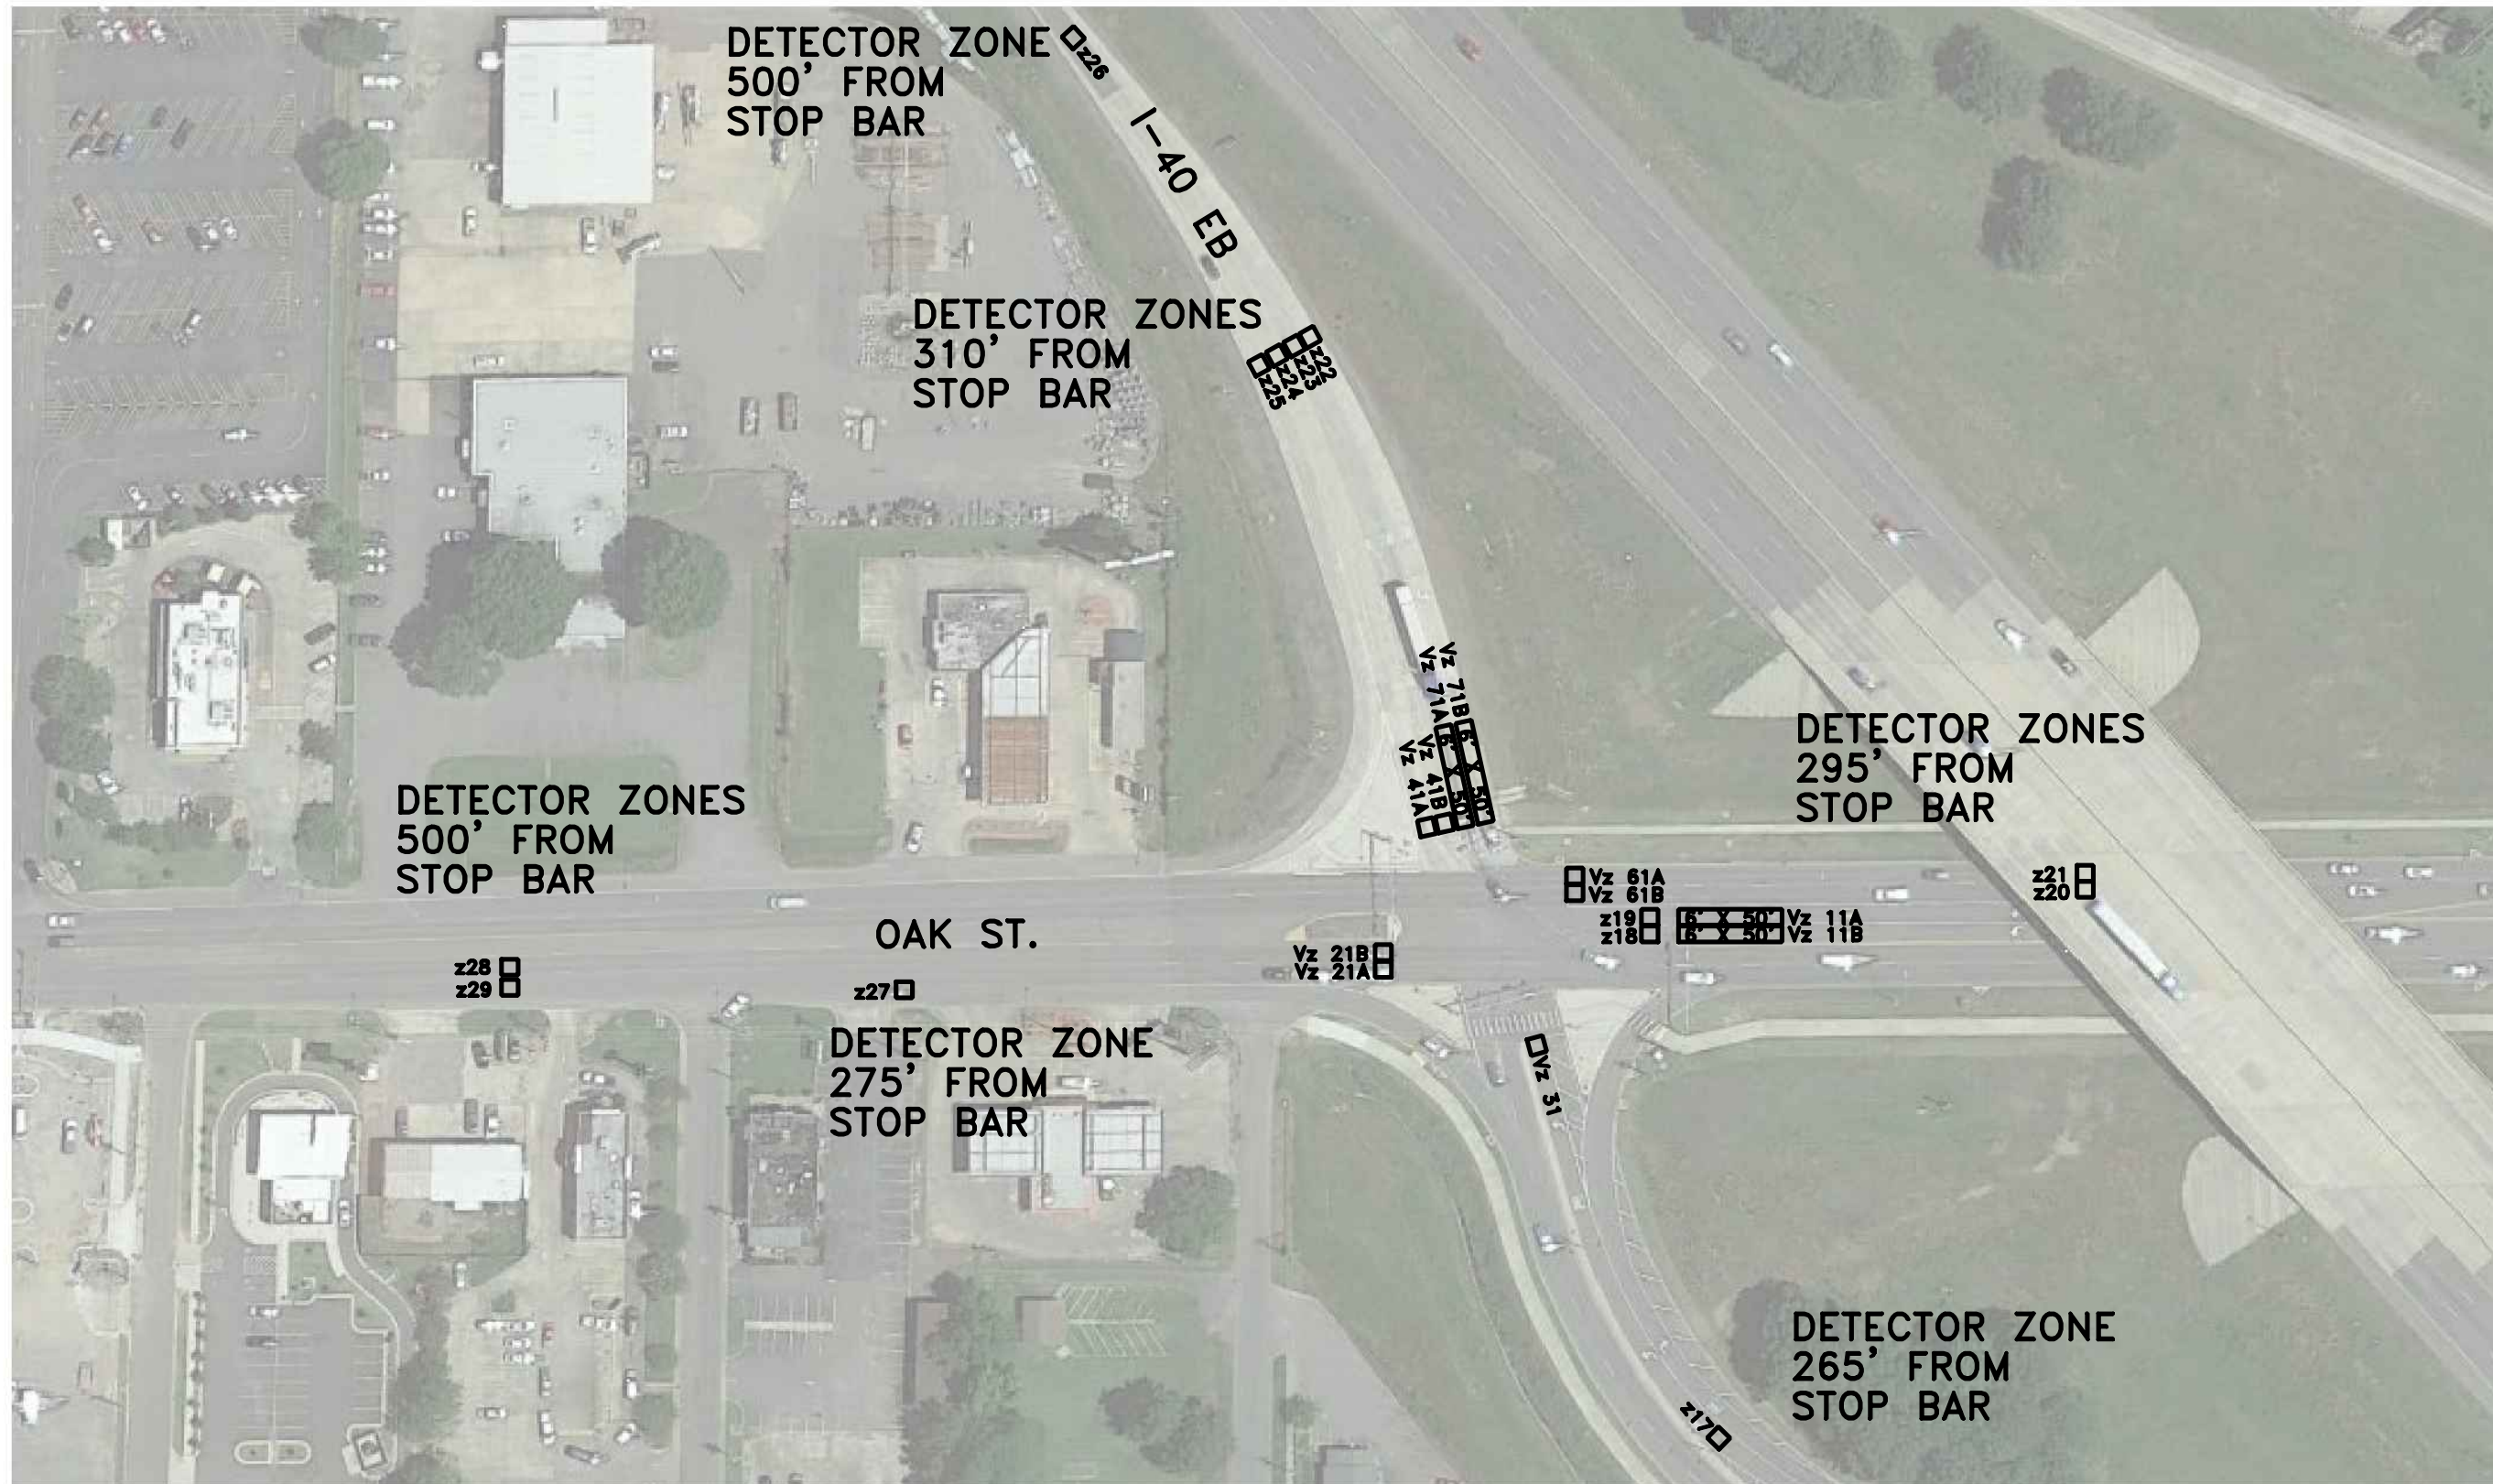 DETECTOR ZONE
500' FROM
STOP BAR
z26
I-40 EB
DETECTOR ZONES
310' FROM
STOP BAR
z22
z23
z24
z25
Vz 71B
Vz 71A
6' X 50'
6' X 50'
Vz 41B
Vz 41A
DETECTOR ZONES
295' FROM
STOP BAR
DETECTOR ZONES
500' FROM
STOP BAR
Vz 61A
Vz 61B
z21
z20
OAK ST.
z19
z18
6' X 50'
6' X 50'
Vz 11A
Vz 11B
Vz 21B
Vz 21A
z28
z29
z27
DETECTOR ZONE
275' FROM
STOP BAR
Vz 31
DETECTOR ZONE
265' FROM
STOP BAR
z17